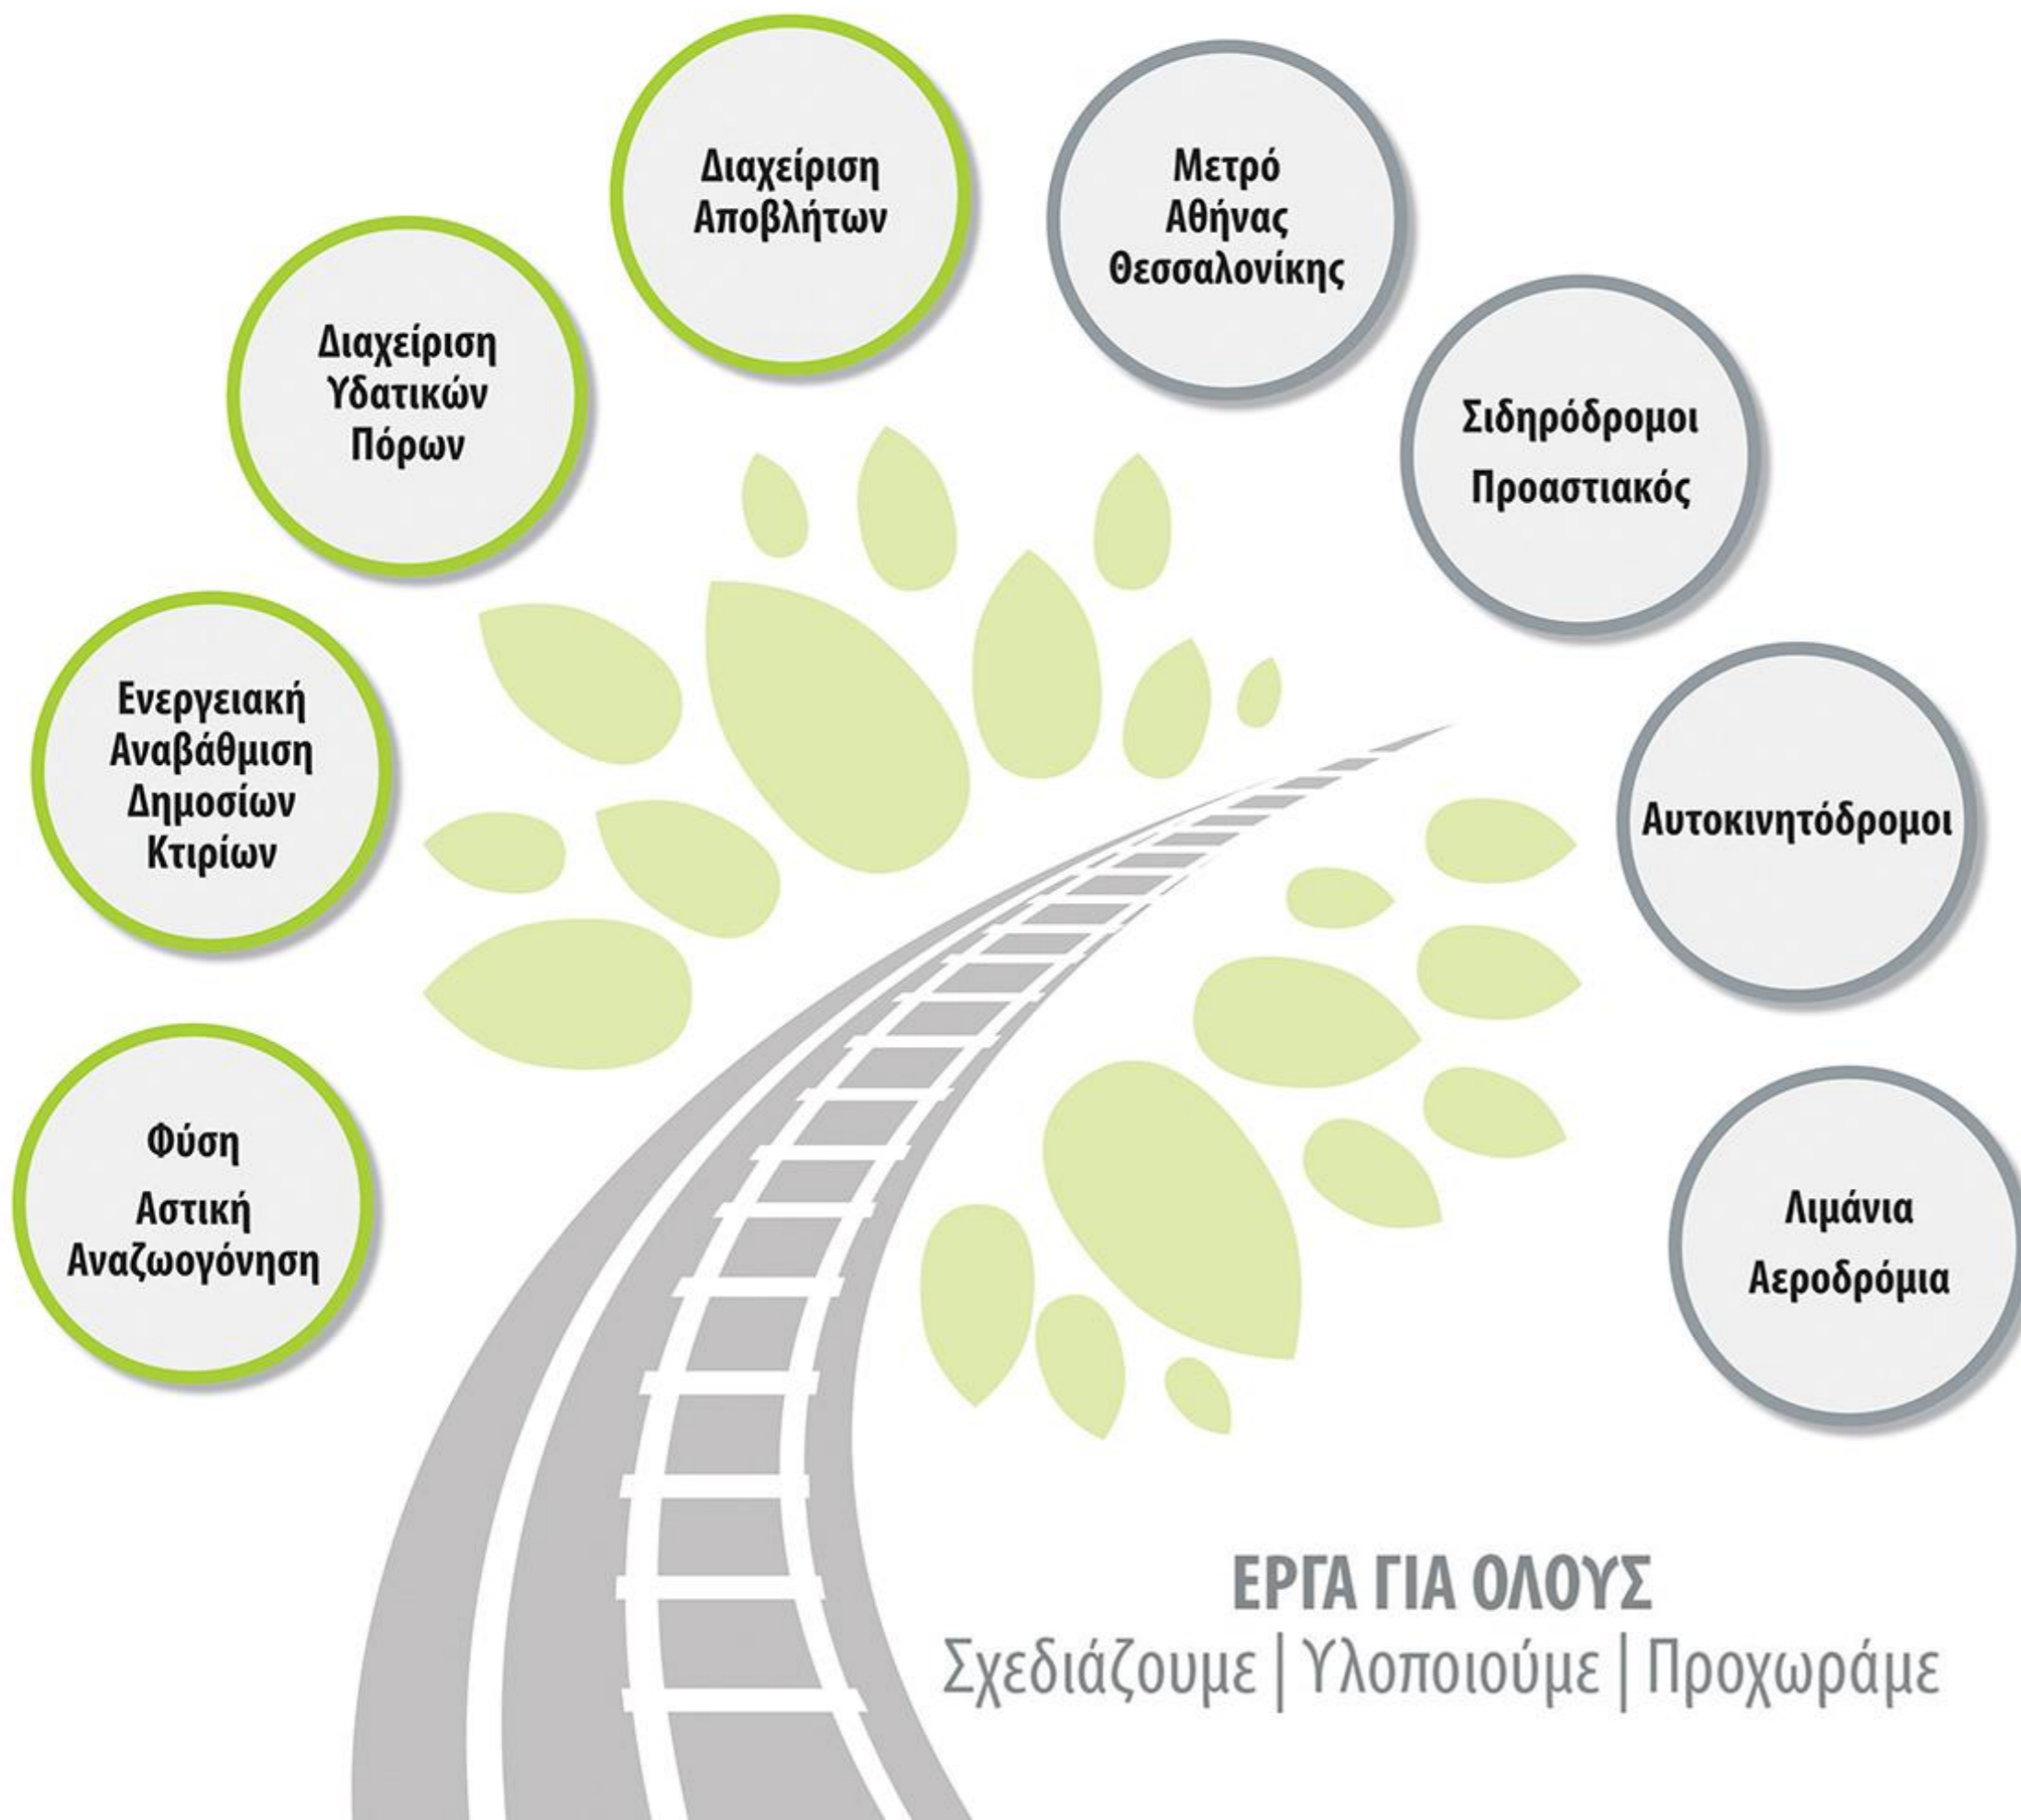 Διαχείριση
Αποβλήτων
Μετρό
Αθήνας
Θεσσαλονίκης
Διαχείριση
Υδατικών
Πόρων
Σιδηρόδρομοι
Προαστιακός
Ενεργειακή
Αναβάθμιση
Δημοσίων
Κτιρίων
Αυτοκινητόδρομοι
Φύση
Αστική
Αναζωογόνηση
Λιμάνια
Αεροδρόμια
ΕΡΓΑ ΓΙΑ ΟΛΟΥΣ
Σχεδιάζουμε | Υλοποιούμε | Προχωράμε